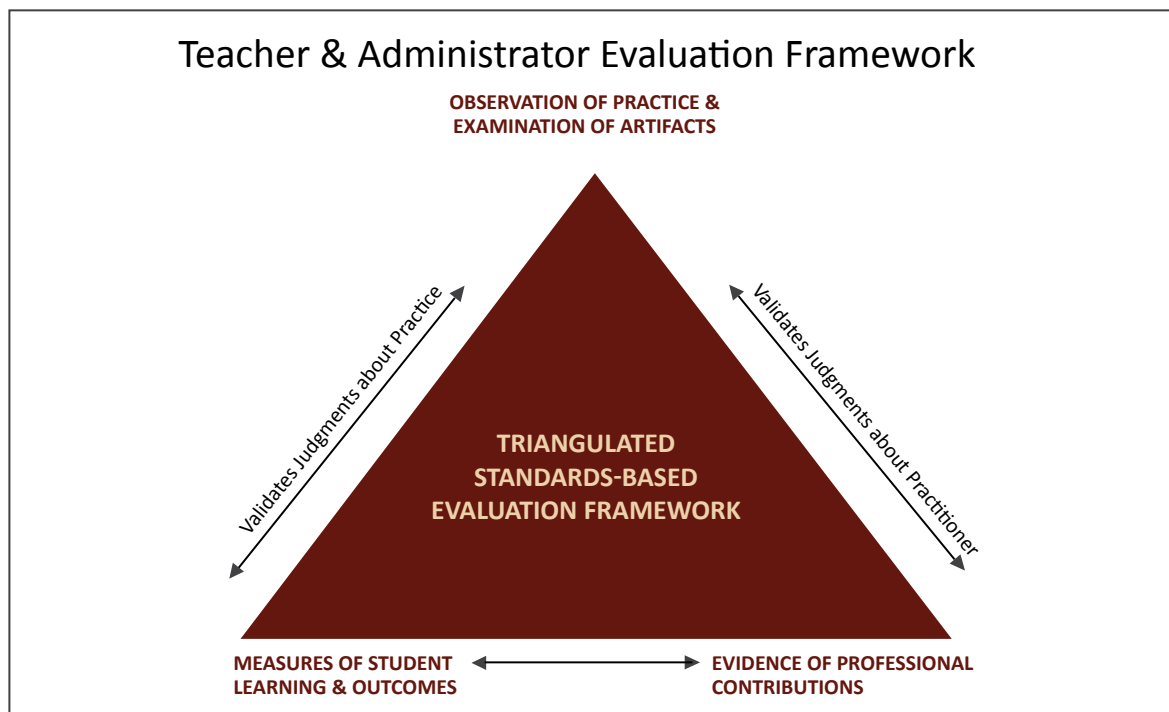 Teacher & Administrator Evaluation Framework
OBSERVATION OF PRACTICE &
EXAMINATION OF ARTIFACTS
Validates Judgments about Practice
Validates Judgments about Practitioner
TRIANGULATED
STANDARDS-BASED
EVALUATION FRAMEWORK
MEASURES OF STUDENT
LEARNING & OUTCOMES
EVIDENCE OF PROFESSIONAL
CONTRIBUTIONS